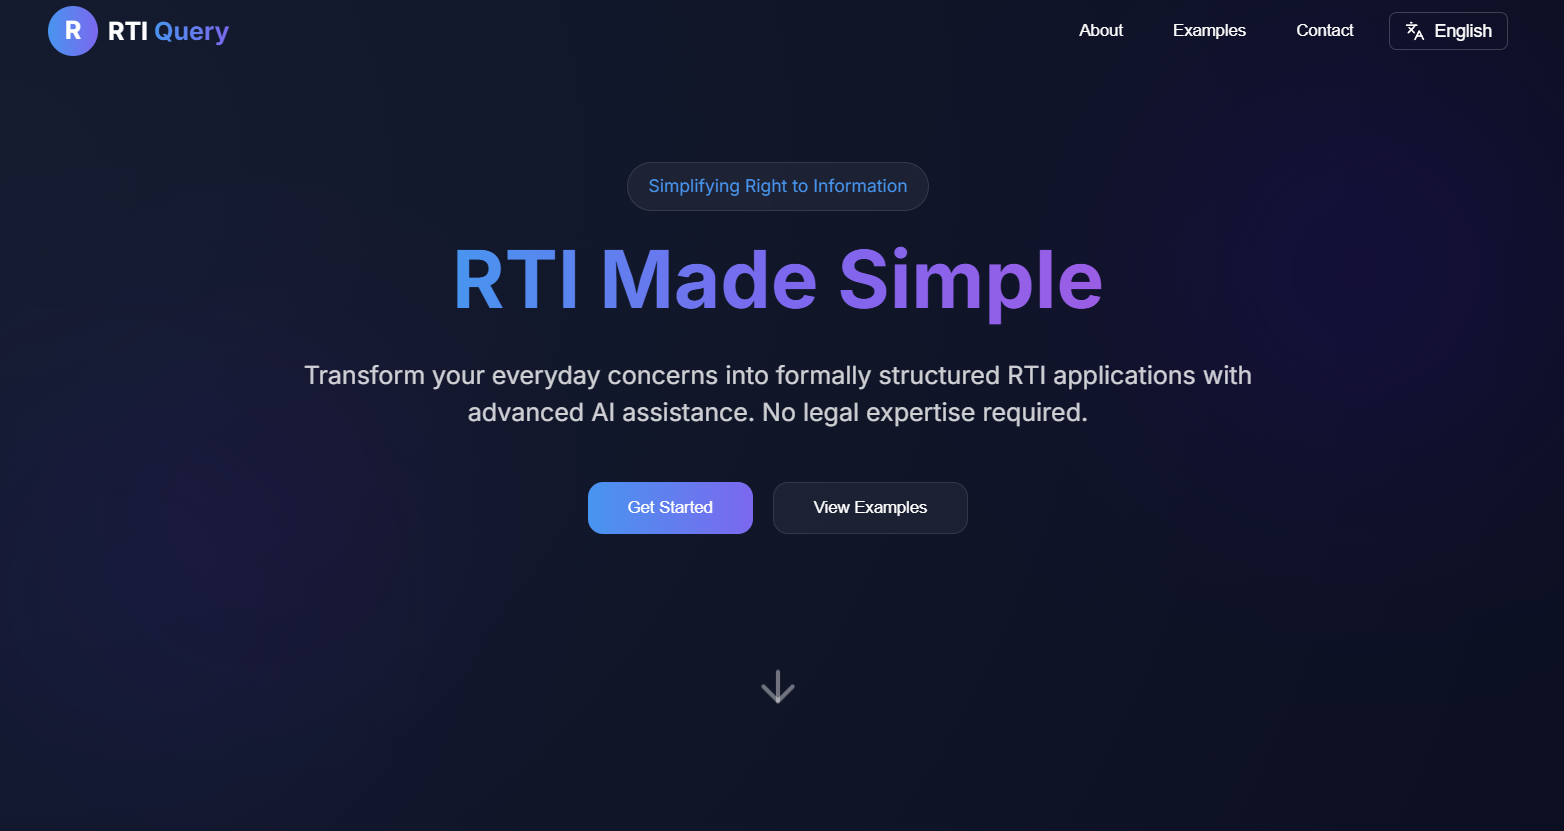 R RTI Query
About
Examples
Contact
English
Simplifying Right to Information
RTI Made Simple
Transform your everyday concerns into formally structured RTI applications with
advanced AI assistance. No legal expertise required.
Get Started
View Examples